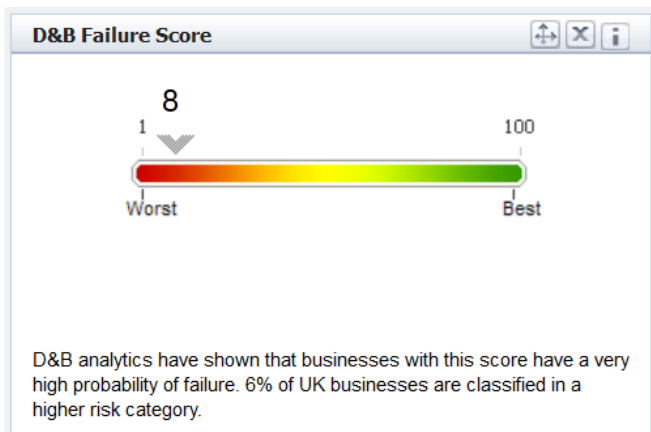 D&B Failure Score
8
1 100
Worst Best
D&B analytics have shown that businesses with this score have a very
high probability of failure. 6% of UK businesses are classified in a
higher risk category.